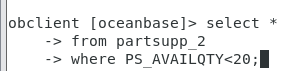 obclient [oceanbase]> select *
    -> from partsupp_2
    -> where PS_AVAILQTY<20;